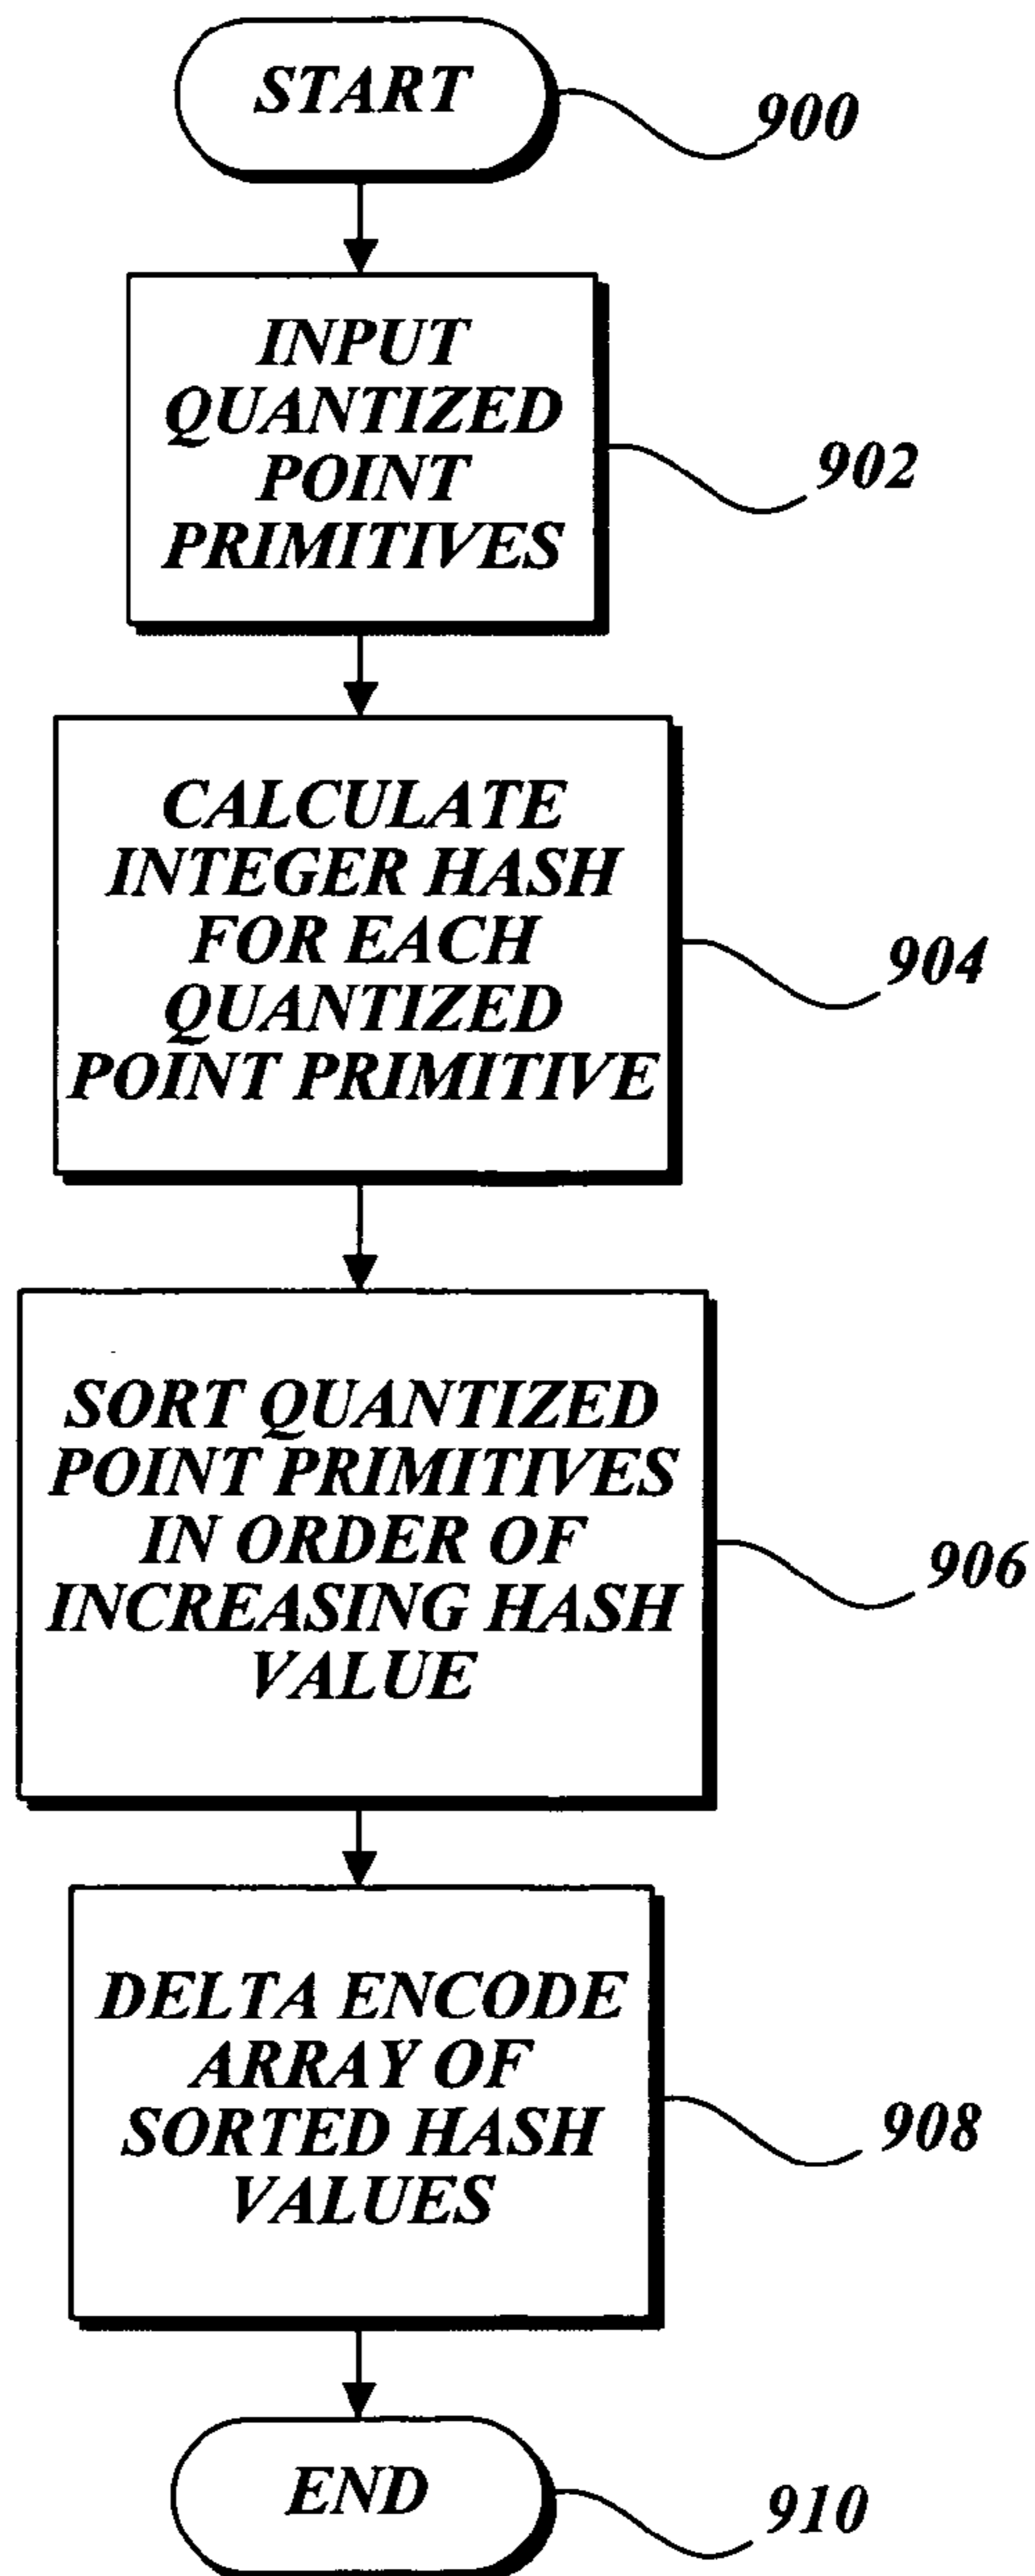 START
900
INPUT
QUANTIZED
POINT
PRIMITIVES
902
CALCULATE
INTEGER HASH
FOR EACH
QUANTIZED
POINT PRIMITIVE
904
SORT QUANTIZED
POINT PRIMITIVES
IN ORDER OF
INCREASING HASH
VALUE
906
DELTA ENCODE
ARRAY OF
SORTED HASH
VALUES
908
END
910